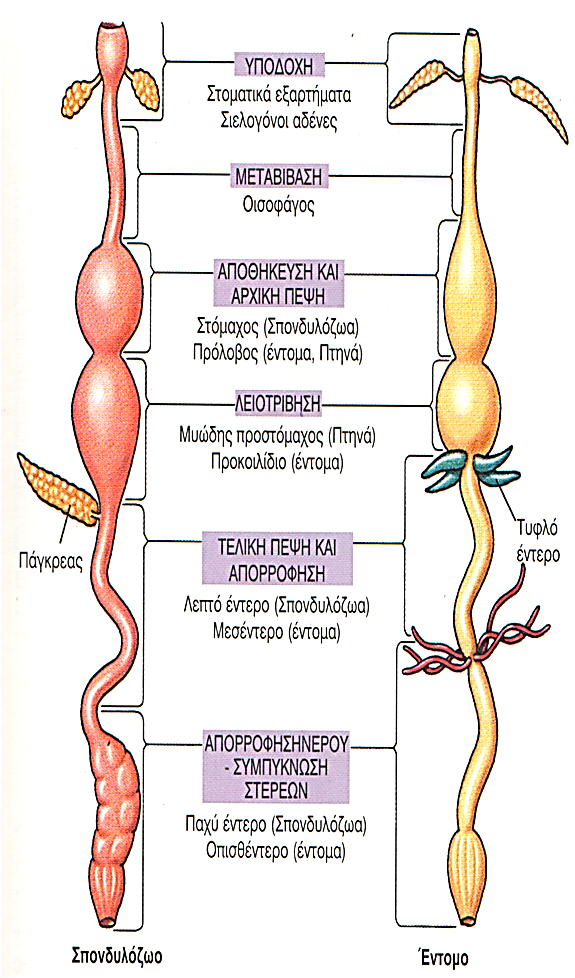 ΥΠΟΔΟΧΗ
Στοματικά εξαρτήματα
Σιελογόνοι αδένες
ΜΕΤΑΒΙΒΑΣΗ
Οισοφάγος
ΑΠΟΘΗΚΕΥΣΗ ΚΑΙ
ΑΡΧΙΚΗ ΠΕΨΗ
Στόμαχος (Σπονδυλόζωα)
Πρόλοβος (έντομα, Πτηνά)
ΛΕΙΟΤΡΙΒΗΣΗ
Μυώδης προστόμαχος (Πτηνά)
Προκοιλίδιο (έντομα)
Πάγκρεας
Τυφλό
έντερο
ΤΕΛΙΚΗ ΠΕΨΗ ΚΑΙ
ΑΠΟΡΡΟΦΗΣΗ
Λεπτό έντερο (Σπονδυλόζωα)
Μεσέντερο (έντομα)
ΑΠΟΡΡΟΦΗΣΗΝΕΡΟΥ
- ΣΥΜΠΥΚΝΩΣΗ
ΣΤΕΡΕΩΝ
Παχύ έντερο (Σπονδυλόζωα)
Οπισθέντερο (έντομα)
Σπονδυλόζωο
Έντομο